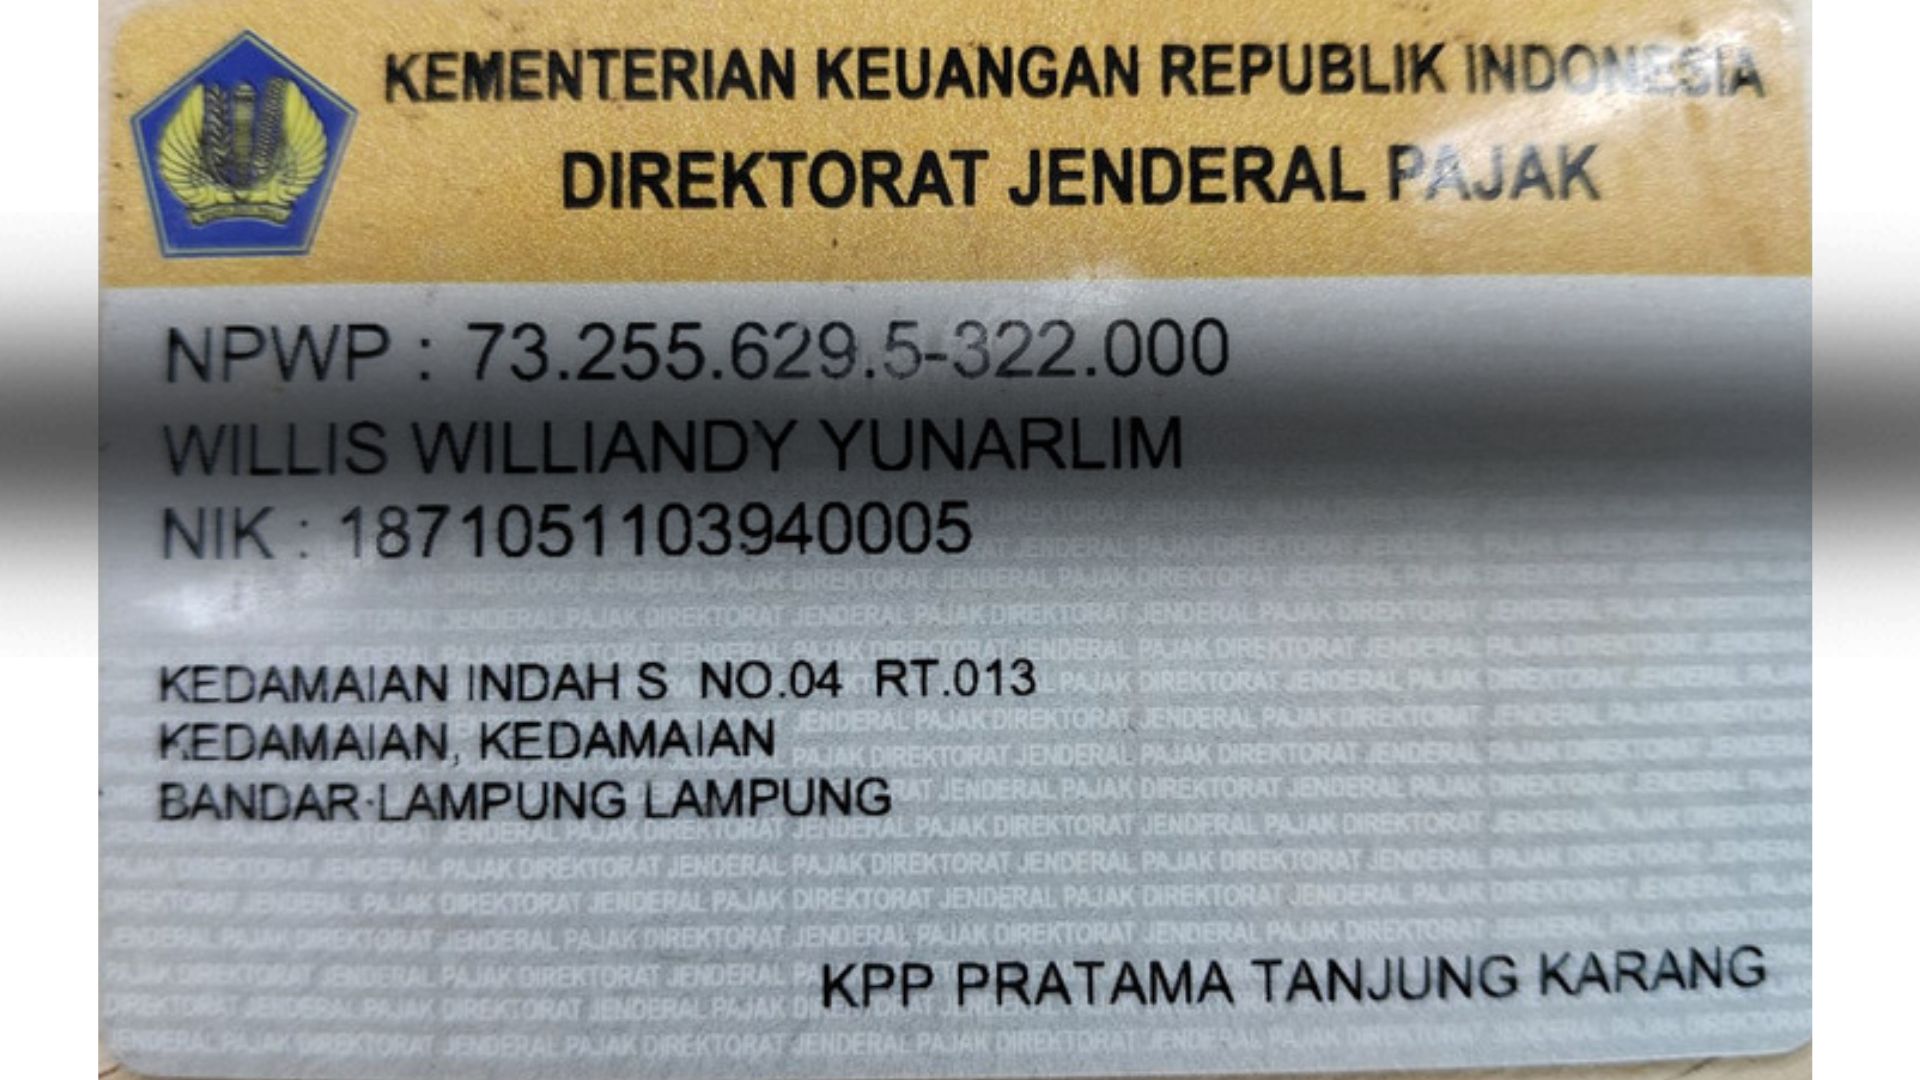 KEMENTERIAN KEUANGAN REPUBLIK INDONESIA
DIREKTORAT JENDERAL PAJAK
NPWP : 73.255.629.5-322.000
WILLIS WILLIANDY YUNARLIM
NIK : 1871051103940005
KEDAMAIAN INDAH S NO.04 RT.013
KEDAMAIAN, KEDAMAIAN
BANDAR LAMPUNG LAMPUNG
KPP PRATAMA TANJUNG KARANG